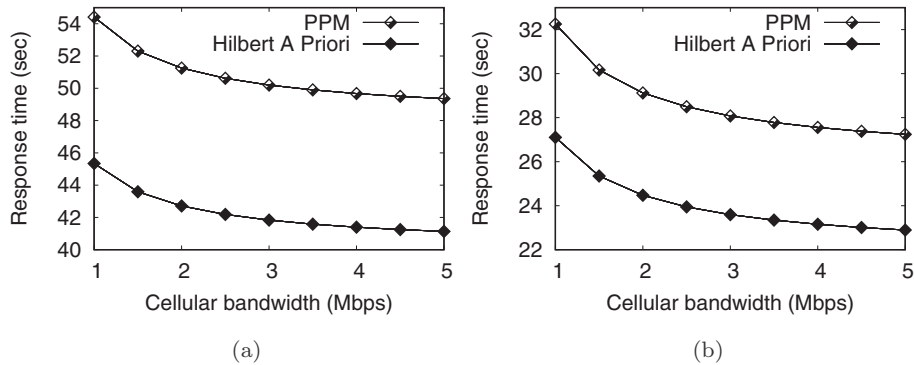 54
52
50
48
46
44
42
40
1
2
3
4
5
Response time (sec)
Cellular bandwidth (Mbps)
PPM
Hilbert A Priori
(a)
32
30
28
26
24
22
1
2
3
4
5
Response time (sec)
Cellular bandwidth (Mbps)
PPM
Hilbert A Priori
(b)